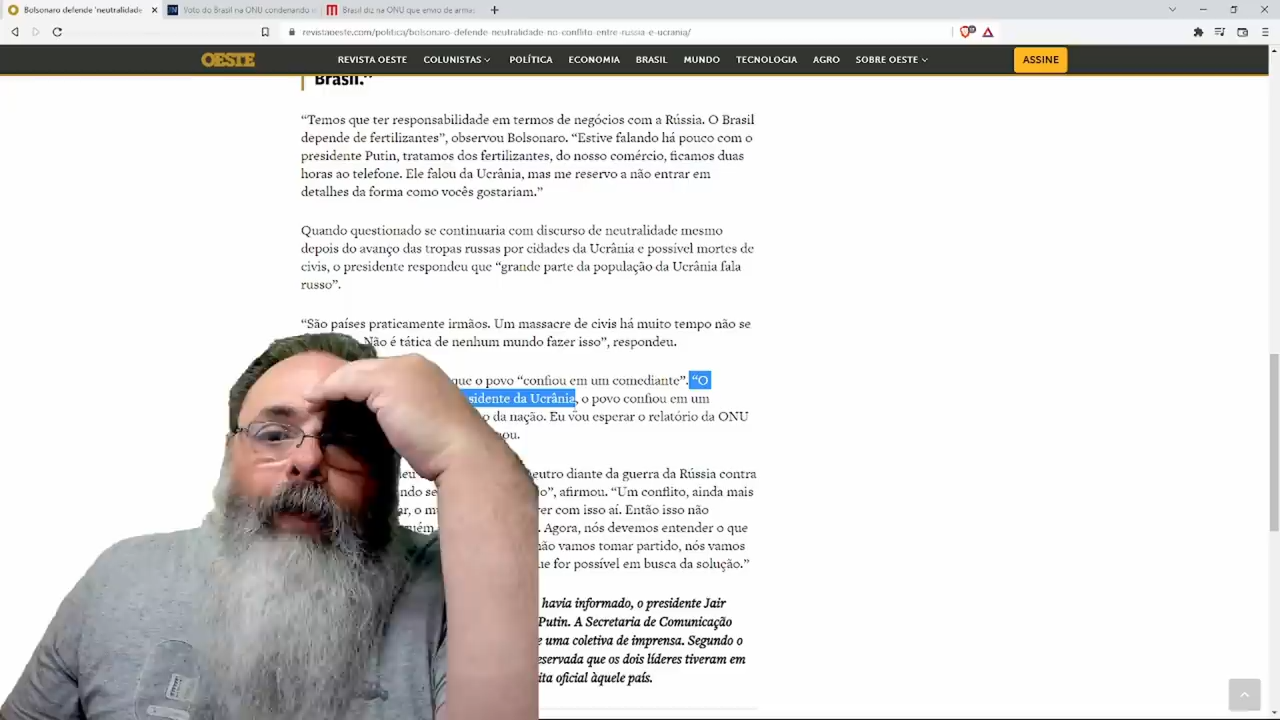 Bolsonaro defende 'neutralidade
Voto do Brasil na ONU condenando
Brasil diz na ONU que envio de arma
revistaoeste.com/politica/bolsonaro-defende-neutralidade-no-conflito-entre-russia-e-ucrania/
OESTE
REVISTA OESTE COLUNISTAS POLÍTICA ECONOMIA BRASIL MUNDO TECNOLOGIA AGRO SOBRE OESTE
ASSINE
Brasil.”
“Temos que ter responsabilidade em termos de negócios com a Rússia. O Brasil
depende de fertilizantes”, observou Bolsonaro. “Estive falando há pouco com o
presidente Putin, tratamos dos fertilizantes, do nosso comércio, ficamos duas
horas ao telefone. Ele falou da Ucrânia, mas me reservo a não entrar em
detalhes da forma como vocês gostariam.”
Quando questionado se continuaria com discurso de neutralidade mesmo
depois do avanço das tropas russas por cidades da Ucrânia e possível mortes de
civis, o presidente respondeu que “grande parte da população da Ucrânia fala
russo”.
“São países praticamente irmãos. Um massacre de civis há muito tempo não se
Não é tática de nenhum mundo fazer isso”, respondeu.
que o povo “confiou em um comediante”. “O
sidente da Ucrânia, o povo confiou em um
o da nação. Eu vou esperar o relatório da ONU
ou.
eutro diante da guerra da Rússia contra
ndo se o”, afirmou. “Um conflito, ainda mais
ar, o mu ver com isso aí. Então isso não
uém . Agora, nós devemos entender o que
não vamos tomar partido, nós vamos
ue for possível em busca da solução.”
havia informado, o presidente Jair
Putin. A Secretaria de Comunicação
e uma coletiva de imprensa. Segundo o
eservada que os dois líderes tiveram em
ita oficial àquele país.